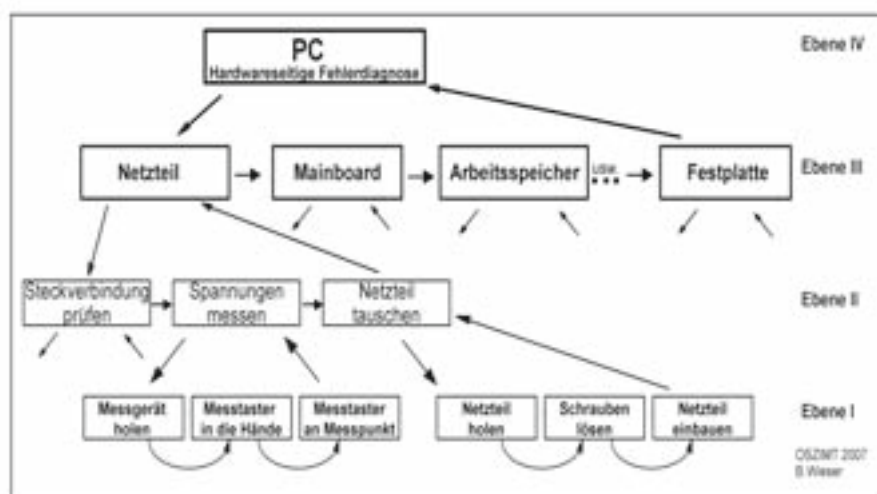 PC
Hardwareseitige Fehlerdiagnose
Ebene IV
Netzteil
Mainboard
Arbeitsspeicher
usw.
Festplatte
Ebene III
Steckverbindung
prüfen
Spannungen
messen
Netzteil
tauschen
Ebene II
Messgerät
holen
Messtaster
in die Hände
Messtaster
an Messpunkt
Netzteil
holen
Schrauben
lösen
Netzteil
einbauen
Ebene I
OSZIMT 2007
B.Wieser